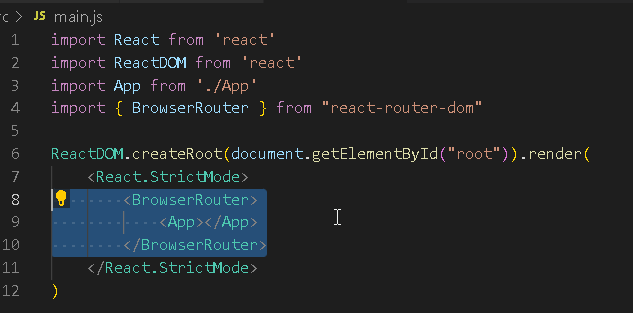 rc > JS main.js
1 import React from 'react'
2 import ReactDOM from 'react'
3 import App from './App'
4 import { BrowserRouter } from "react-router-dom"
5
6 ReactDOM.createRoot(document.getElementById("root")).render(
7 <React.StrictMode>
8 <BrowserRouter>
9 <App></App>
10 </BrowserRouter>
11 </React.StrictMode>
12 )